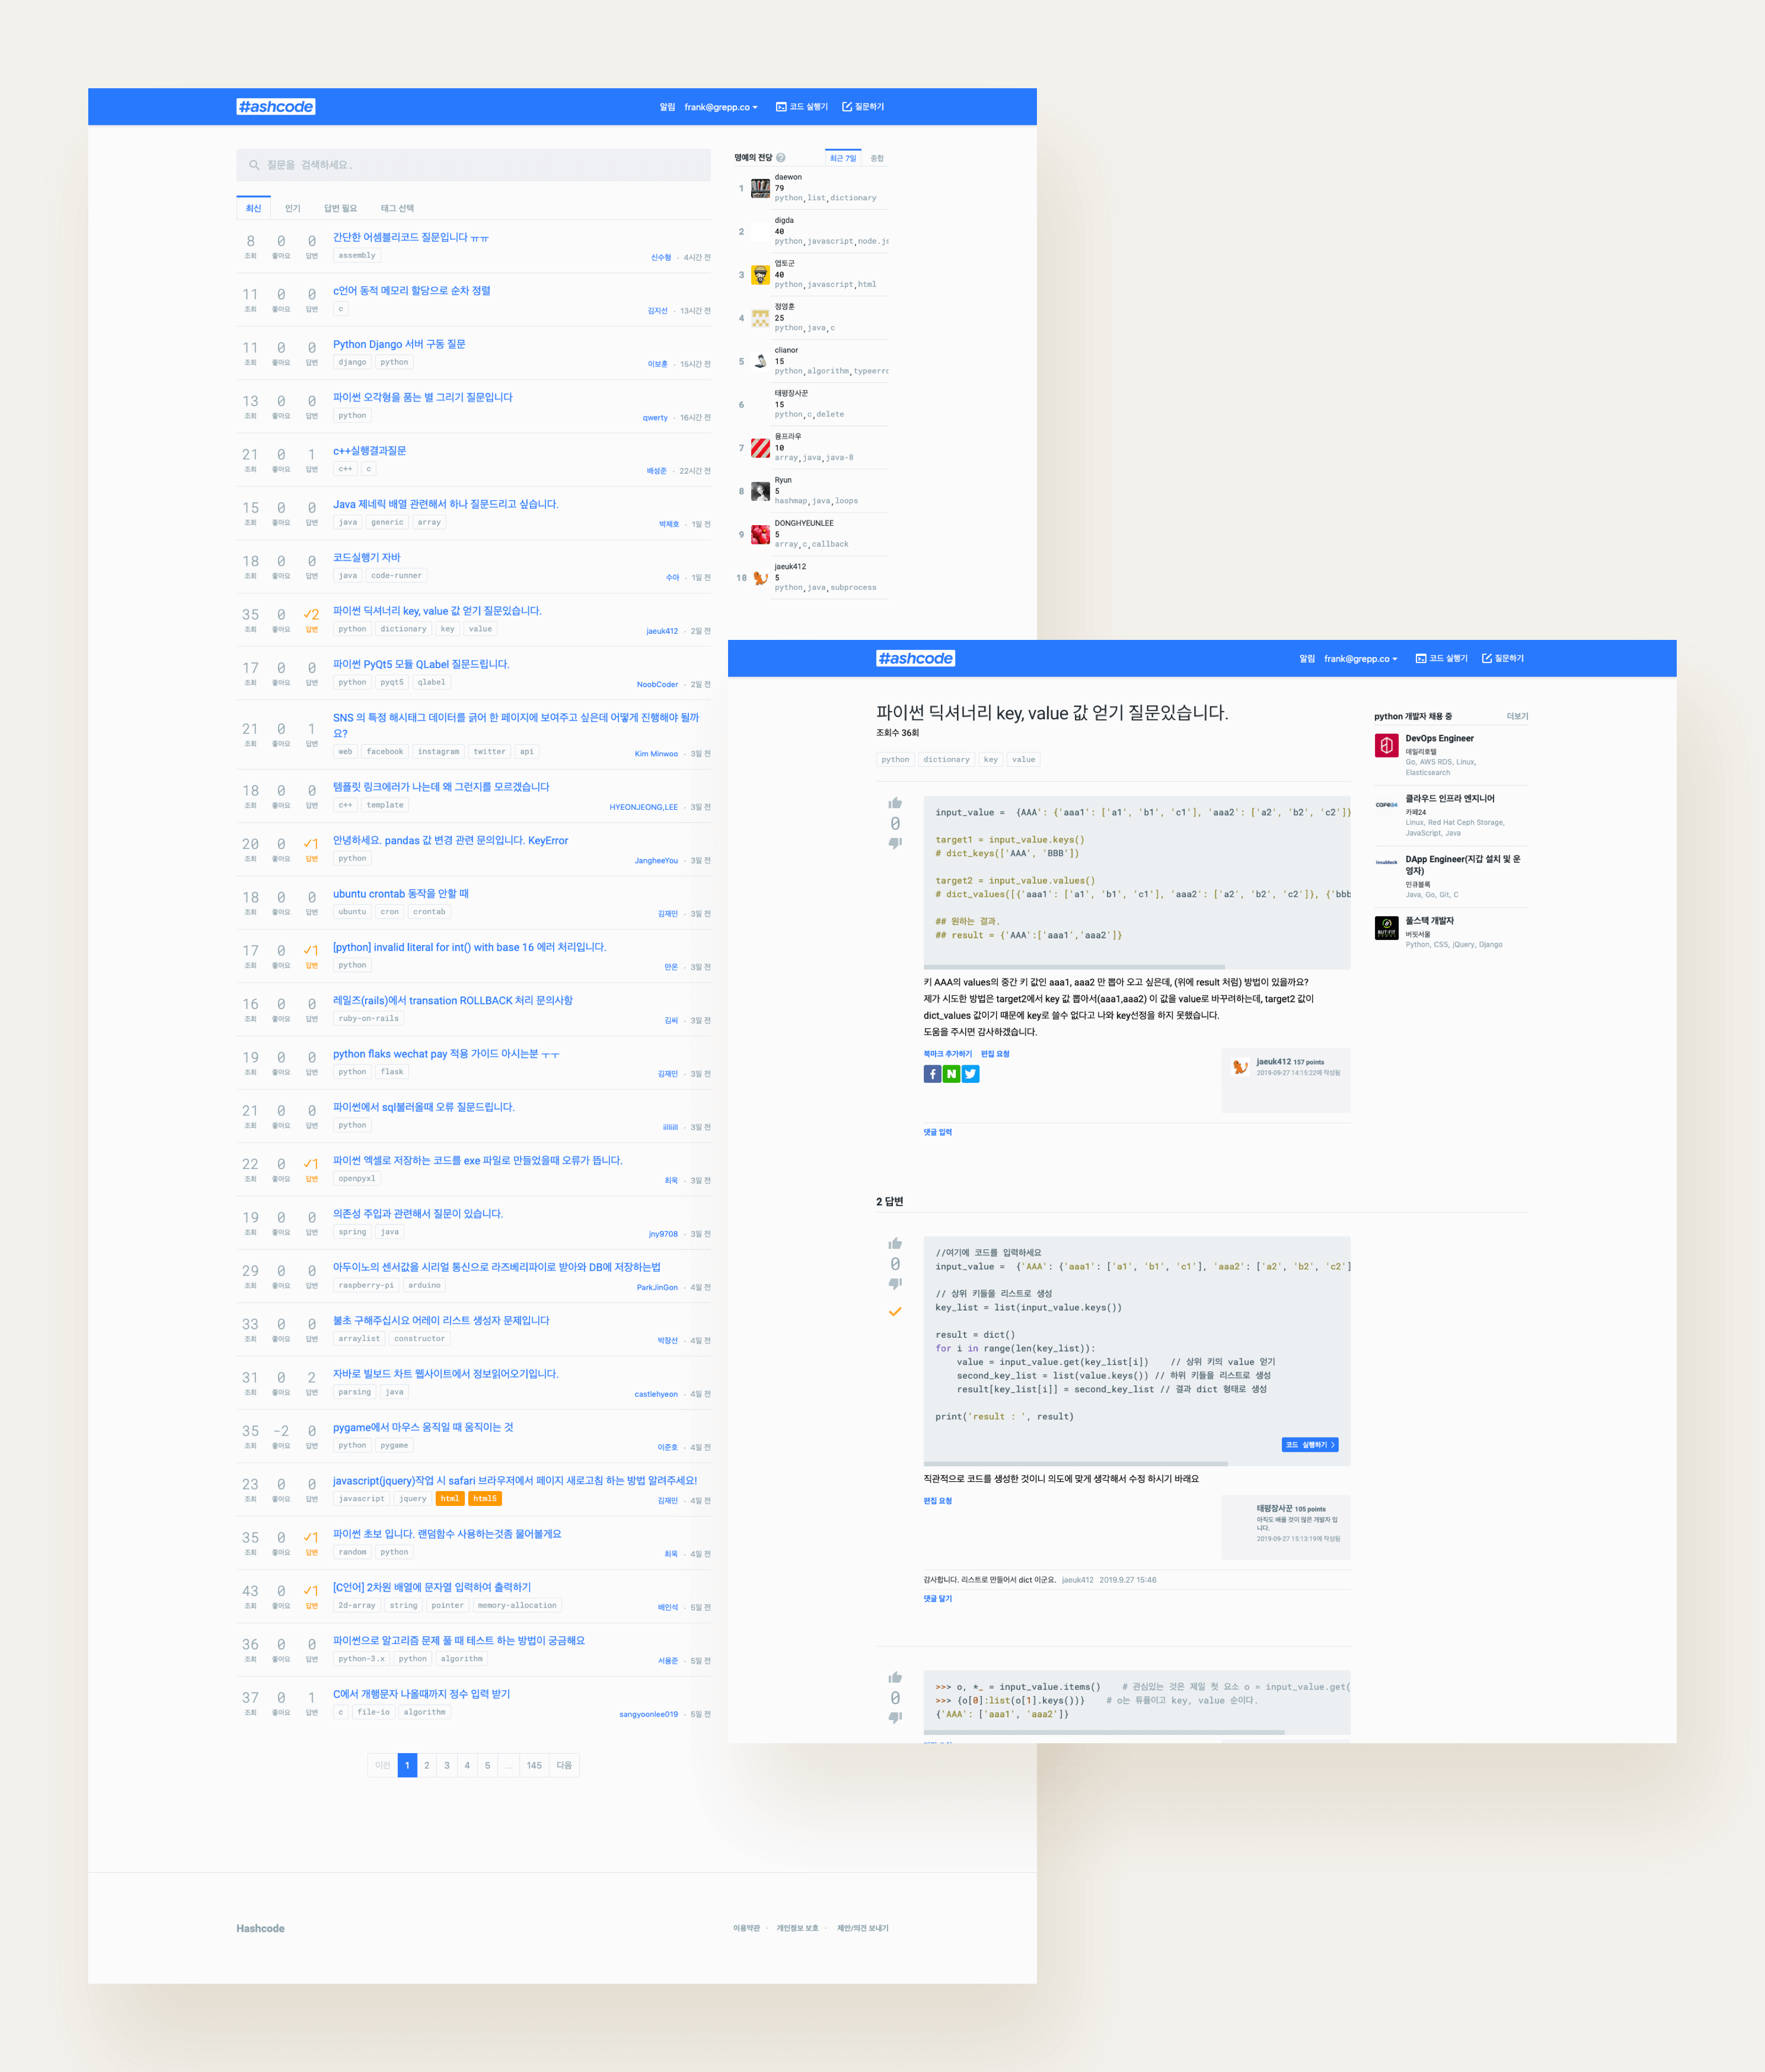 #ashcode
알림 frank@grepp.co 코드 실행기 질문하기
질문을 검색하세요.
최신 인기 답변 필요 태그 선택
8 0 0 간단한 어셈블리코드 질문입니다 ㅠㅠ
조회 좋아요 답변 assembly 신수형 · 4시간 전
11 0 0 c언어 동적 메모리 할당으로 순차 정렬
조회 좋아요 답변 c 김지선 · 13시간 전
11 0 0 Python Django 서버 구동 질문
조회 좋아요 답변 django python 이보훈 · 15시간 전
13 0 0 파이썬 오각형을 품는 별 그리기 질문입니다
조회 좋아요 답변 python qwerty · 16시간 전
21 0 1 c++실행결과질문
조회 좋아요 답변 c++ c 배성준 · 22시간 전
15 0 0 Java 제네릭 배열 관련해서 하나 질문드리고 싶습니다.
조회 좋아요 답변 java generic array 박제호 · 1일 전
18 0 0 코드실행기 자바
조회 좋아요 답변 java code-runner 수아 · 1일 전
35 0 ✓2 파이썬 딕셔너리 key, value 값 얻기 질문있습니다.
조회 좋아요 답변 python dictionary key value jaeuk412 · 2일 전
17 0 0 파이썬 PyQt5 모듈 QLabel 질문드립니다.
조회 좋아요 답변 python pyqt5 qlabel NoobCoder · 2일 전
21 0 1 SNS 의 특정 해시태그 데이터를 긁어 한 페이지에 보여주고 싶은데 어떻게 진행해야 될까
요?
조회 좋아요 답변 web facebook instagram twitter api Kim Minwoo · 3일 전
18 0 0 템플릿 링크에러가 나는데 왜 그런지를 모르겠습니다
조회 좋아요 답변 c++ template HYEONJEONG,LEE · 3일 전
20 0 ✓1 안녕하세요. pandas 값 변경 관련 문의입니다. KeyError
조회 좋아요 답변 python JangheeYou · 3일 전
18 0 0 ubuntu crontab 동작을 안할 때
조회 좋아요 답변 ubuntu cron crontab 김재민 · 3일 전
17 0 ✓1 [python] invalid literal for int() with base 16 에러 처리입니다.
조회 좋아요 답변 python 만온 · 3일 전
16 0 0 레일즈(rails)에서 transation ROLLBACK 처리 문의사항
조회 좋아요 답변 ruby-on-rails 김씨 · 3일 전
19 0 0 python flaks wechat pay 적용 가이드 아시는분 ㅜㅜ
조회 좋아요 답변 python flask 김재민 · 3일 전
21 0 0 파이썬에서 sql불러올때 오류 질문드립니다.
조회 좋아요 답변 python · 3일 전
22 0 ✓1 파이썬 엑셀로 저장하는 코드를 exe 파일로 만들었을때 오류가 뜹니다.
조회 좋아요 답변 openpyxl 최욱 · 3일 전
19 0 0 의존성 주입과 관련해서 질문이 있습니다.
조회 좋아요 답변 spring java jny9708 · 3일 전
29 0 0 아두이노의 센서값을 시리얼 통신으로 라즈베리파이로 받아와 DB에 저장하는법
조회 좋아요 답변 raspberry-pi arduino ParkJinGon · 4일 전
33 0 0 불초 구해주십시요 어레이 리스트 생성자 문제입니다
조회 좋아요 답변 arraylist constructor 박장선 · 4일 전
31 0 2 자바로 빌보드 차트 웹사이트에서 정보읽어오기입니다.
조회 좋아요 답변 parsing java castlehyeon · 4일 전
35 -2 0 pygame에서 마우스 움직일 때 움직이는 것
조회 좋아요 답변 python pygame 이준호 · 4일 전
23 0 0 javascript(jquery)작업 시 safari 브라우저에서 페이지 새로고침 하는 방법 알려주세요!
조회 좋아요 답변 javascript jquery html html5 김재민 · 4일 전
35 0 ✓1 파이썬 초보 입니다. 랜덤함수 사용하는것좀 물어볼게요
조회 좋아요 답변 random python 최욱 · 4일 전
43 0 ✓1 [C언어] 2차원 배열에 문자열 입력하여 출력하기
조회 좋아요 답변 2d-array string pointer memory-allocation 배인석 · 5일 전
36 0 0 파이썬으로 알고리즘 문제 풀 때 테스트 하는 방법이 궁금해요
조회 좋아요 답변 python-3.x python algorithm 서용준 · 5일 전
37 0 1 C에서 개행문자 나올때까지 정수 입력 받기
조회 좋아요 답변 c file-io algorithm sangyoonlee019 · 5일 전
이전 1 2 3 4 5 ... 145 다음
명예의 전당 ? 최근 7일 종합
daewon
1 79
python,list,dictionary
digda
2 40
python,javascript,node.js
엽토군
3 40
python,javascript,html
정영훈
4 25
python,java,c
clianor
5 15
python,algorithm,typeerro
태평장사꾼
6 15
python,c,delete
융프라우
7 10
array,java,java-8
Ryun
8 5
hashmap,java,loops
DONGHYEUNLEE
9 5
array,c,callback
jaeuk412
10 5
python,java,subprocess
Hashcode
이용약관 · 개인정보 보호 · 제안/의견 보내기
#ashcode
알림 frank@grepp.co 코드 실행기 질문하기
파이썬 딕셔너리 key, value 값 얻기 질문있습니다.
조회수 36회
python dictionary key value
0
input_value = {AAA': {'aaa1': ['a1', 'b1', 'c1'], 'aaa2': ['a2', 'b2', 'c2']}
target1 = input_value.keys()
# dict_keys(['AAA', 'BBB'])
target2 = input_value.values()
# dict_values([{'aaa1': ['a1', 'b1', 'c1'], 'aaa2': ['a2', 'b2', 'c2']}, {'bbb
## 원하는 결과.
## result = {'AAA':['aaa1','aaa2']}
키 AAA의 values의 중간 키 값인 aaa1, aaa2 만 뽑아 오고 싶은데, (위에 result 처럼) 방법이 있을까요?
제가 시도한 방법은 target2에서 key 값 뽑아서(aaa1,aaa2) 이 값을 value로 바꾸려하는데, target2 값이
dict_values 값이기 때문에 key로 쓸수 없다고 나와 key선정을 하지 못했습니다.
도움을 주시면 감사하겠습니다.
북마크 추가하기 편집 요청
jaeuk412 157 points
2019-09-27 14:15:22에 작성됨
댓글 입력
2 답변
0
//여기에 코드를 입력하세요
input_value = {'AAA': {'aaa1': ['a1', 'b1', 'c1'], 'aaa2': ['a2', 'b2', 'c2']
// 상위 키들을 리스트로 생성
key_list = list(input_value.keys())
result = dict()
for i in range(len(key_list)):
value = input_value.get(key_list[i]) // 상위 키의 value 얻기
second_key_list = list(value.keys()) // 하위 키들을 리스트로 생성
result[key_list[i]] = second_key_list // 결과 dict 형태로 생성
print('result : ', result)
코드 실행하기 >
직관적으로 코드를 생성한 것이니 의도에 맞게 생각해서 수정 하시기 바래요
편집 요청
태평장사꾼 105 points
아직도 배울 것이 많은 개발자 입
니다.
2019-09-27 15:13:19에 작성됨
감사합니다. 리스트로 만들어서 dict 이군요. jaeuk412 2019.9.27 15:46
댓글 달기
0
>>> o, *_ = input_value.items() # 관심있는 것은 제일 첫 요소 o = input_value.get(
>>> {o[0]:list(o[1].keys())} # o는 튜플이고 key, value 순이다.
{'AAA': ['aaa1', 'aaa2']}
python 개발자 채용 중 더보기
DevOps Engineer
데일리호텔
Go, AWS RDS, Linux,
Elasticsearch
cafe24
클라우드 인프라 엔지니어
카페24
Linux, Red Hat Ceph Storage,
JavaScript, Java
DApp Engineer(지갑 설치 및 운
영자)
인큐블록
Java, Go, Git, C
BUTFIT
풀스택 개발자
버핏서울
Python, CSS, jQuery, Django